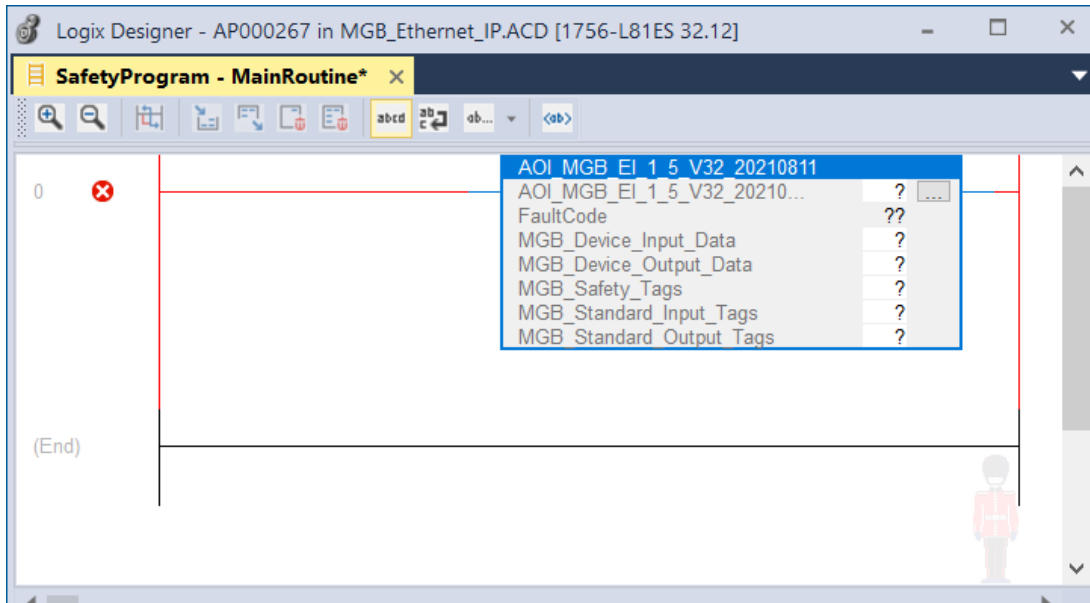 Logix Designer - AP000267 in MGB_Ethernet_IP.ACD [1756-L81ES 32.12]
SafetyProgram - MainRoutine*
abcd ab c ab... <ab>
0
AOI_MGB_EI_1_5_V32_20210811
AOI_MGB_EI_1_5_V32_20210... ? ...
FaultCode ??
MGB_Device_Input_Data ?
MGB_Device_Output_Data ?
MGB_Safety_Tags ?
MGB_Standard_Input_Tags ?
MGB_Standard_Output_Tags ?
(End)